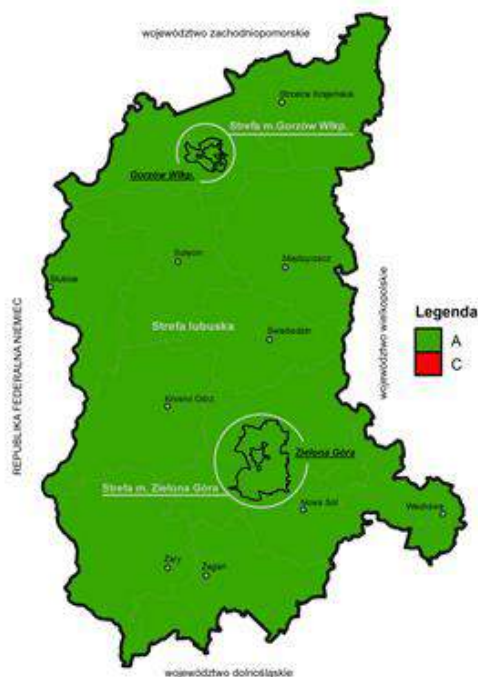 województwo zachodniopomorskie
Strzelce Krajeńskie
Strefa m.Gorzów Wlkp.
Gorzów Wlkp.
Sulęcin
Międzyrzecz
Słubice
REPUBLIKA FEDERALNA NIEMIEC
województwo wielkopolskie
Legenda
A
C
Strefa lubuska
Świebodzin
Krosno Odrz.
Zielona Góra
Strefa m. Zielona Góra
Nowa Sól
Wschowa
Żary
Żagań
województwo dolnośląskie